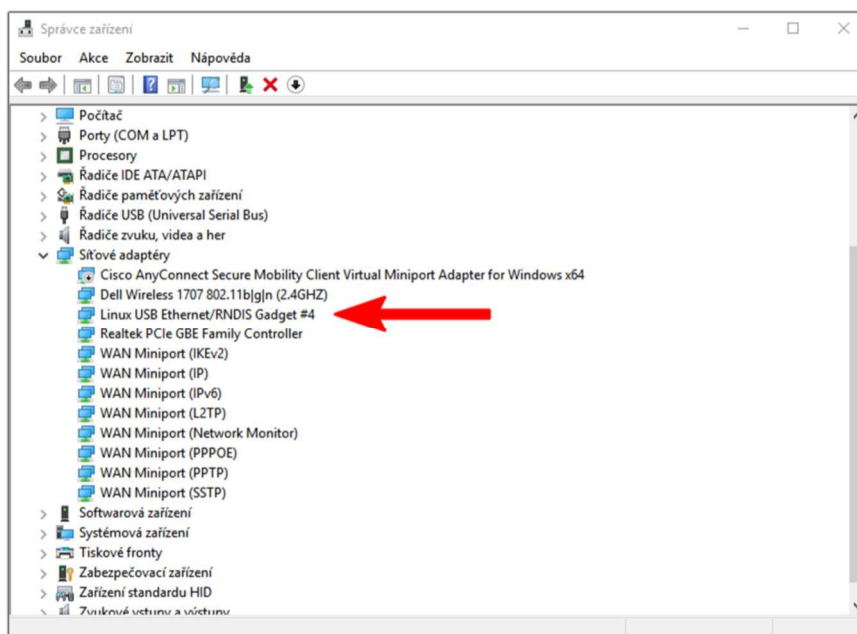 Správce zařízení
Soubor Akce Zobrazit Nápověda
Počítač
Porty (COM a LPT)
Procesory
Řadiče IDE ATA/ATAPI
Řadiče paměťových zařízení
Řadiče USB (Universal Serial Bus)
Řadiče zvuku, videa a her
Síťové adaptéry
Cisco AnyConnect Secure Mobility Client Virtual Miniport Adapter for Windows x64
Dell Wireless 1707 802.11b|g|n (2.4GHZ)
Linux USB Ethernet/RNDIS Gadget #4
Realtek PCIe GBE Family Controller
WAN Miniport (IKEv2)
WAN Miniport (IP)
WAN Miniport (IPv6)
WAN Miniport (L2TP)
WAN Miniport (Network Monitor)
WAN Miniport (PPPOE)
WAN Miniport (PPTP)
WAN Miniport (SSTP)
Softwarová zařízení
Systémová zařízení
Tiskové fronty
Zabezpečovací zařízení
Zařízení standardu HID
Zvukové vstupy a výstupy